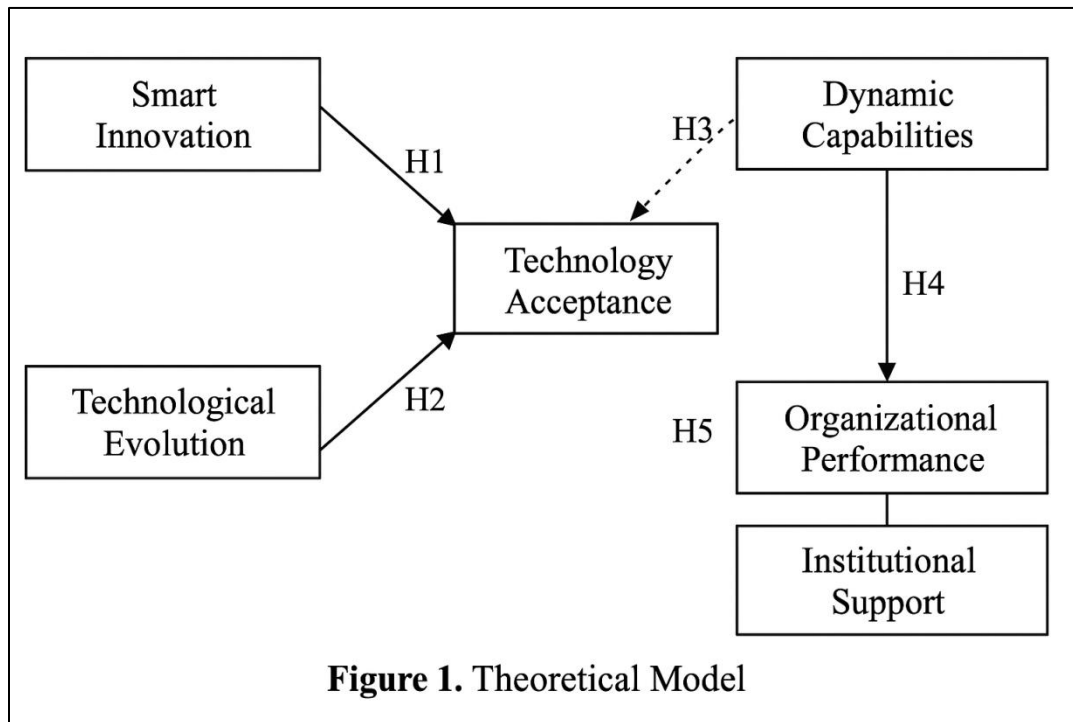 Smart
Innovation
Dynamic
Capabilities
H3
H1
Technology
Acceptance
H4
Technological
Evolution
H2
H5
Organizational
Performance
Institutional
Support
Figure 1. Theoretical Model